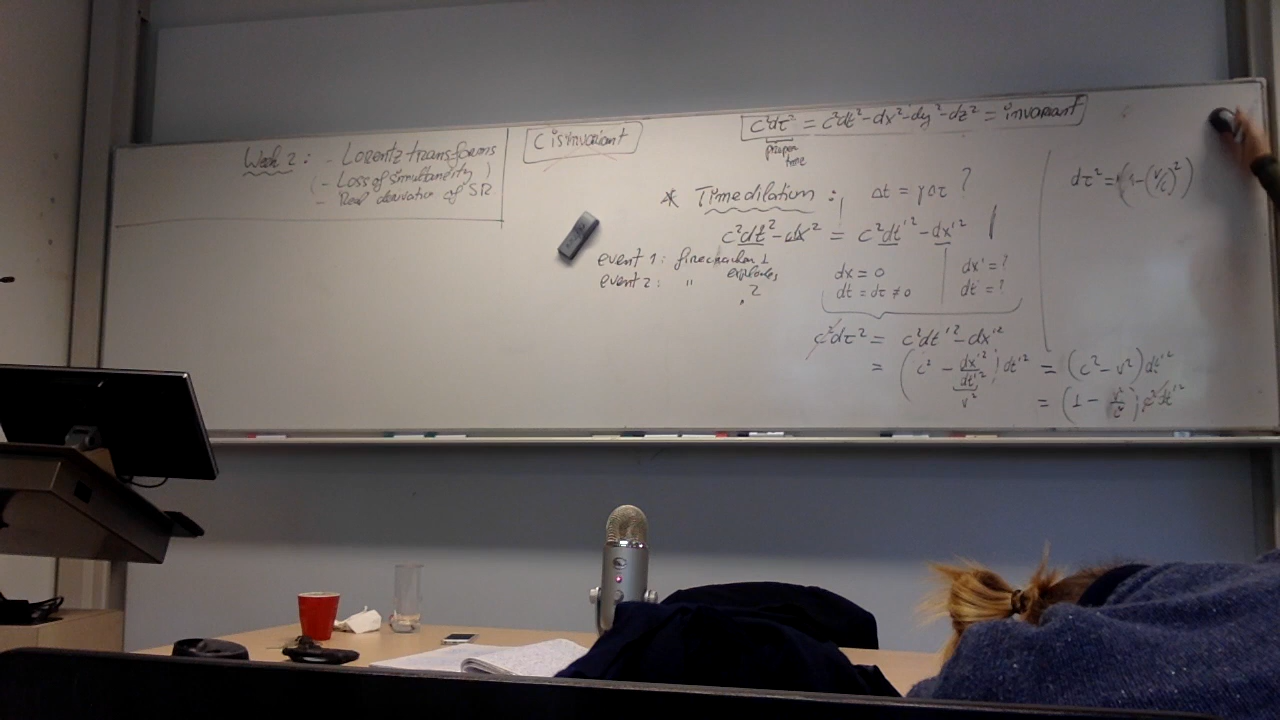 Week 2: - Lorentz transforms
(- Loss of simultaneity)
- Real derivation of SR.
C is invariant
c²dτ² = c²dt² - dx² - dy² - dz² = invariant
proper
time
* Time dilation : Δt = γ σ τ ?
c²dt² - dx² = c²dt'² - dx'²
event 1: firecracker 1
explodes
event 2: " 2
dx = 0
dt = dτ ≠ 0
dx' = ?
dt' = ?
c²dτ² = c²dt'² - dx'²
= (c² - dx'²/dt'²) dt'² = (c² - v²) dt'²
v²
= (1 - v²/c²) c²dt'²
dτ² = (1 - (v/c)²)